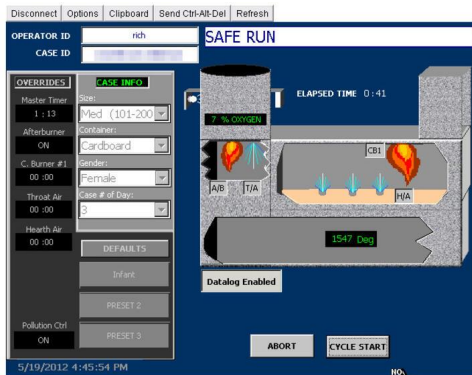 Disconnect Options Clipboard Send Ctrl-Alt-Del Refresh
OPERATOR ID rich SAFE RUN
CASE ID
OVERRIDES CASE INFO
Master Timer
1 : 13
Afterburner
ON
C. Burner #1
00 :00
Throat Air
00 :00
Hearth Air
00 :00
Pollution Ctrl
ON
Size:
Med (101-200
Container:
Cardboard
Gender:
Female
Case # of Day:
3
DEFAULTS
Infant
PRESET 2
PRESET 3
ELAPSED TIME 0:41
7 % OXYGEN
A/B T/A
CB1
H/A
1547 Deg
Datalog Enabled
ABORT CYCLE START
5/19/2012 4:45:54 PM
NO